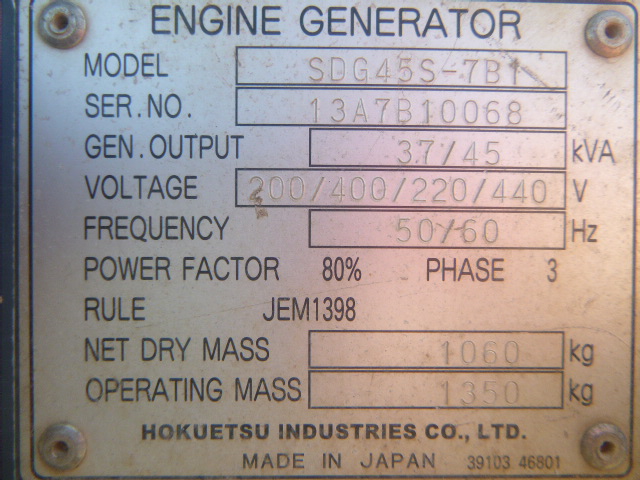 ENGINE GENERATOR
MODEL SDG45S-7B1
SER.NO. 13A7B10068
GEN.OUTPUT 37/45 kVA
VOLTAGE 200/400/220/440 V
FREQUENCY 50/60 Hz
POWER FACTOR 80% PHASE 3
RULE JEM1398
NET DRY MASS 1060 kg
OPERATING MASS 1350 kg
HOKUETSU INDUSTRIES CO., LTD.
MADE IN JAPAN 39103 46801